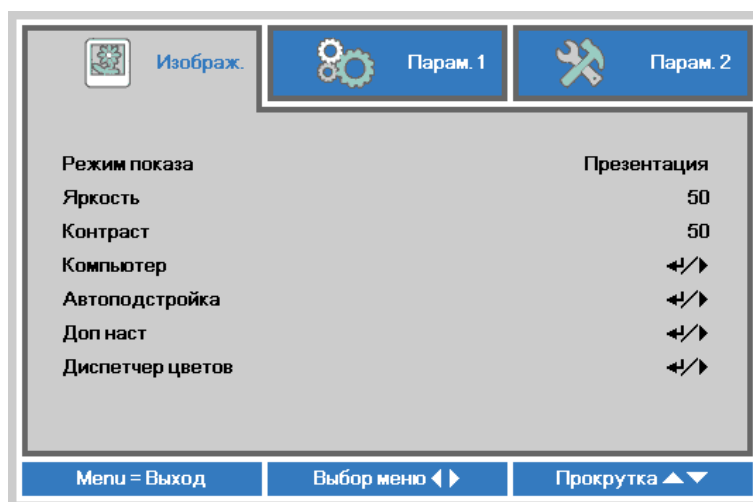 Изображ. Парам. 1 Парам. 2
Режим показа Презентация
Яркость 50
Контраст 50
Компьютер
Автоподстройка
Доп наст
Диспетчер цветов
Menu = Выход Выбор меню Прокрутка